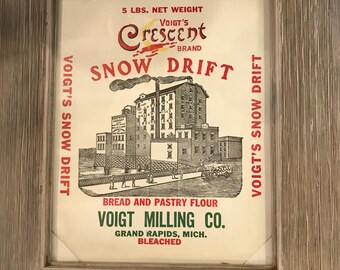 5 LBS. NET WEIGHT
VOIGT'S
Crescent
BRAND
SNOW DRIFT
VOIGT'S SNOW DRIFT
VOIGT'S SNOW DRIFT
BREAD AND PASTRY FLOUR
VOIGT MILLING CO.
GRAND RAPIDS, MICH.
BLEACHED